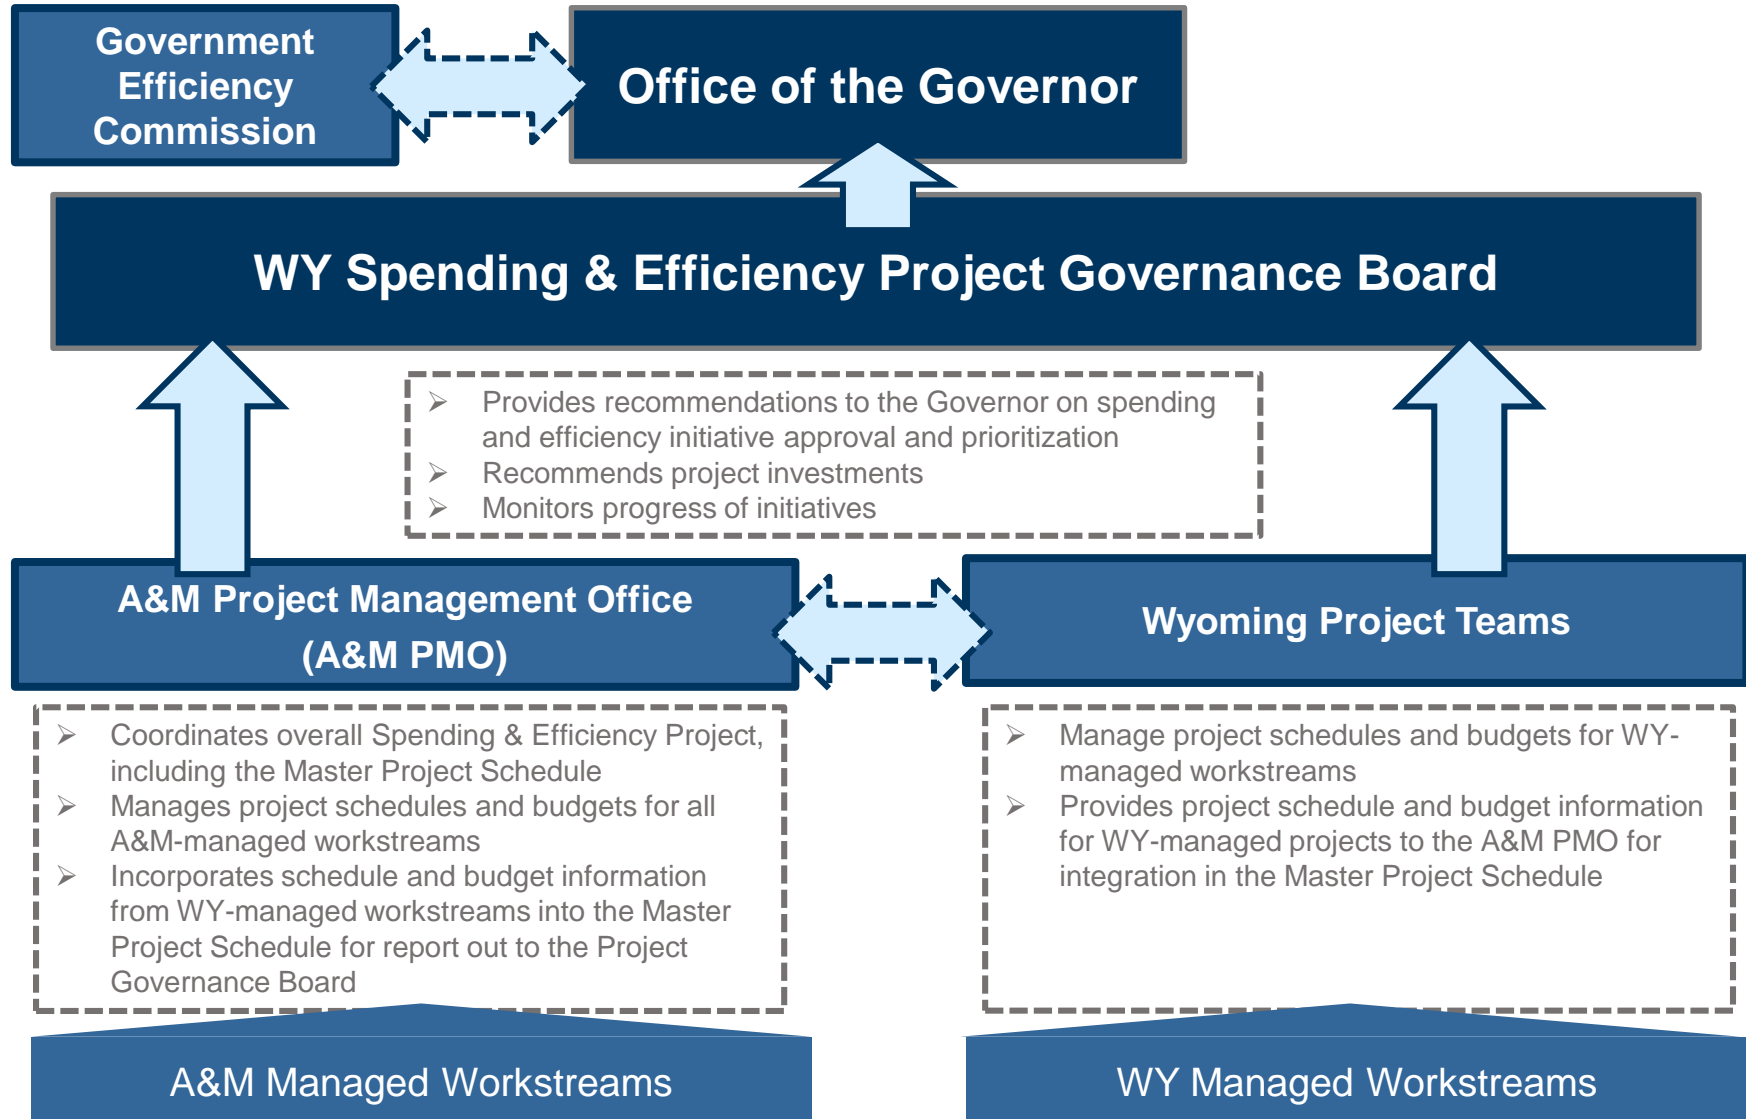 Government
Efficiency
Commission
Office of the Governor
WY Spending & Efficiency Project Governance Board
➢ Provides recommendations to the Governor on spending
and efficiency initiative approval and prioritization
➢ Recommends project investments
➢ Monitors progress of initiatives
A&M Project Management Office
(A&M PMO)
Wyoming Project Teams
➢ Coordinates overall Spending & Efficiency Project,
including the Master Project Schedule
➢ Manages project schedules and budgets for all
A&M-managed workstreams
➢ Incorporates schedule and budget information
from WY-managed workstreams into the Master
Project Schedule for report out to the Project
Governance Board
➢ Manage project schedules and budgets for WY-
managed workstreams
➢ Provides project schedule and budget information
for WY-managed projects to the A&M PMO for
integration in the Master Project Schedule
A&M Managed Workstreams
WY Managed Workstreams